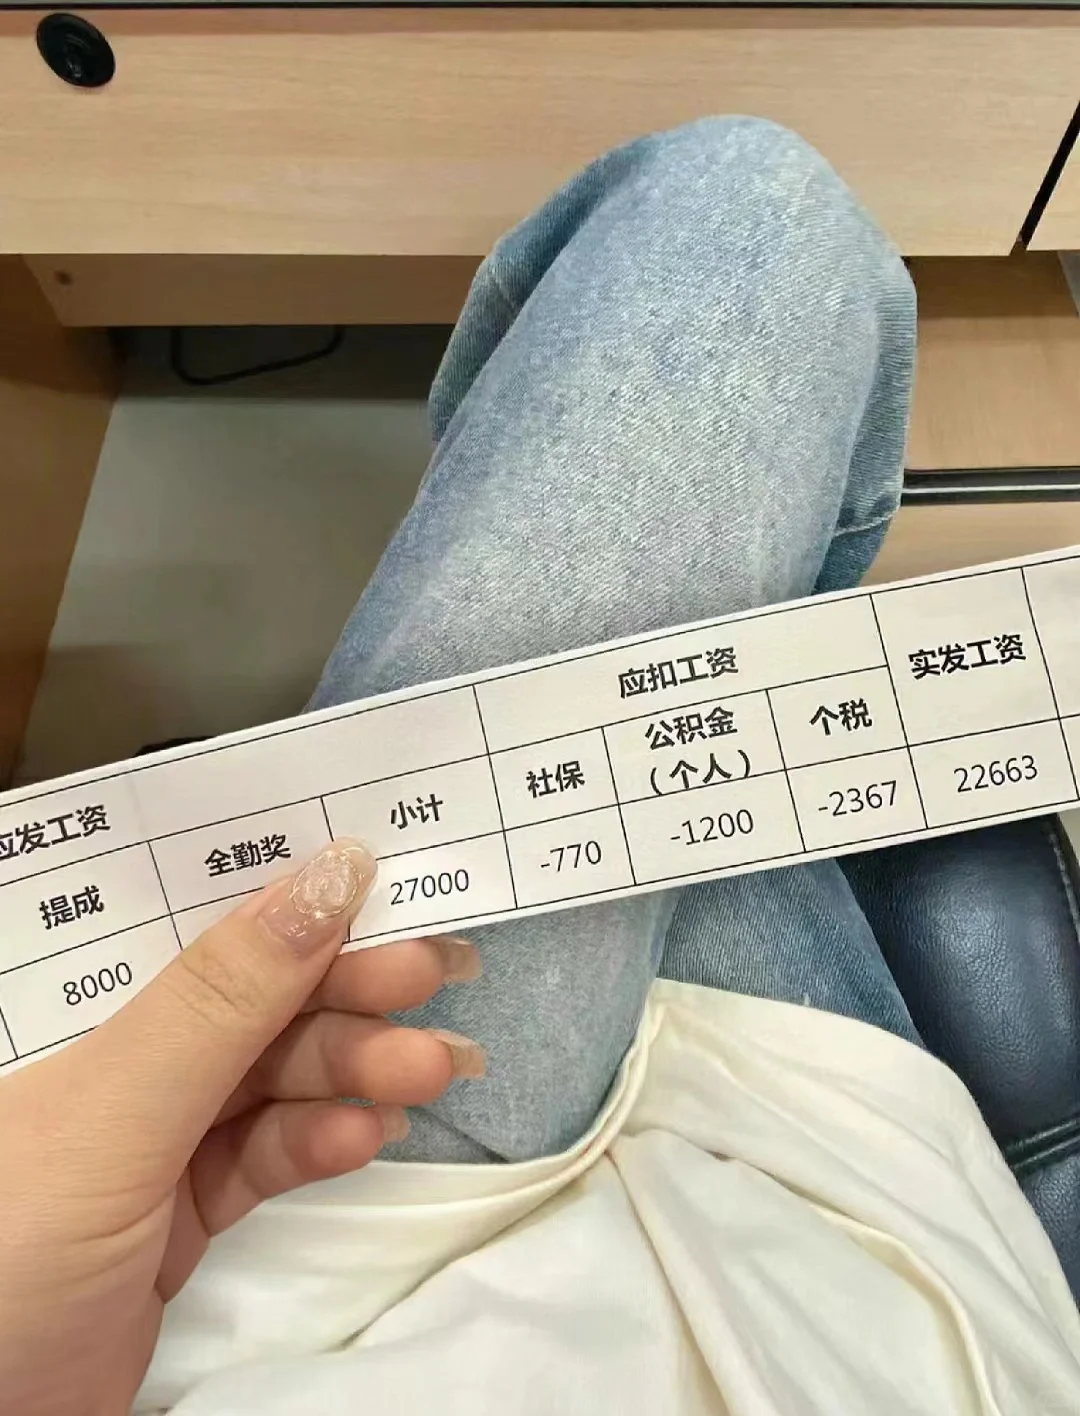 应发工资
应扣工资
实发工资
提成
全勤奖
小计
社保
公积金
（个人）
个税
8000
27000
-770
-1200
-2367
22663